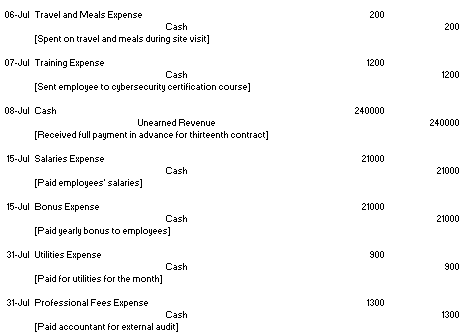 06-Jul Travel and Meals Expense 200
Cash 200
[Spent on travel and meals during site visit]
07-Jul Training Expense 1200
Cash 1200
[Sent employee to cybersecurity certification course]
08-Jul Cash 240000
Unearned Revenue 240000
[Received full payment in advance for thirteenth contract]
15-Jul Salaries Expense 21000
Cash 21000
[Paid employees' salaries]
15-Jul Bonus Expense 21000
Cash 21000
[Paid yearly bonus to employees]
31-Jul Utilities Expense 900
Cash 900
[Paid for utilities for the month]
31-Jul Professional Fees Expense 1300
Cash 1300
[Paid accountant for external audit]